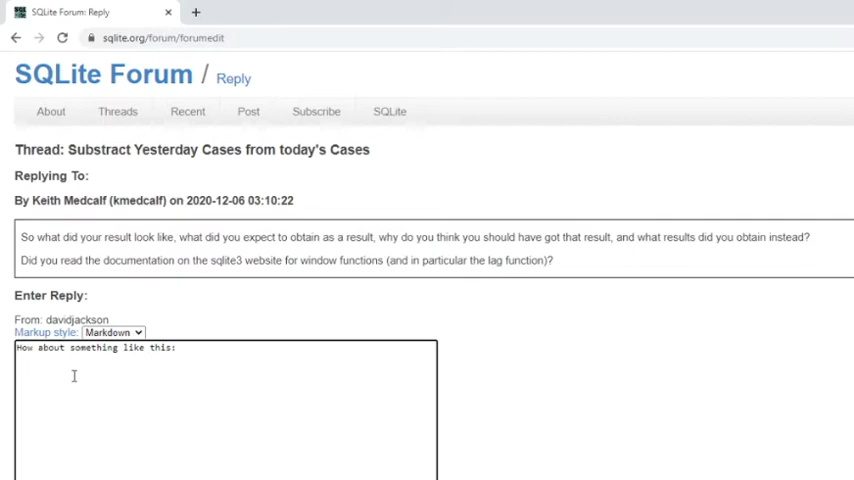 SQLite Forum: Reply
sqlite.org/forum/forumedit
SQLite Forum / Reply
About Threads Recent Post Subscribe SQLite
Thread: Substract Yesterday Cases from today's Cases
Replying To:
By Keith Medcalf (kmedcalf) on 2020-12-06 03:10:22
So what did your result look like, what did you expect to obtain as a result, why do you think you should have got that result, and what results did you obtain instead?
Did you read the documentation on the sqlite3 website for window functions (and in particular the lag function)?
Enter Reply:
From: davidjackson
Markup style: Markdown
How about something like this: